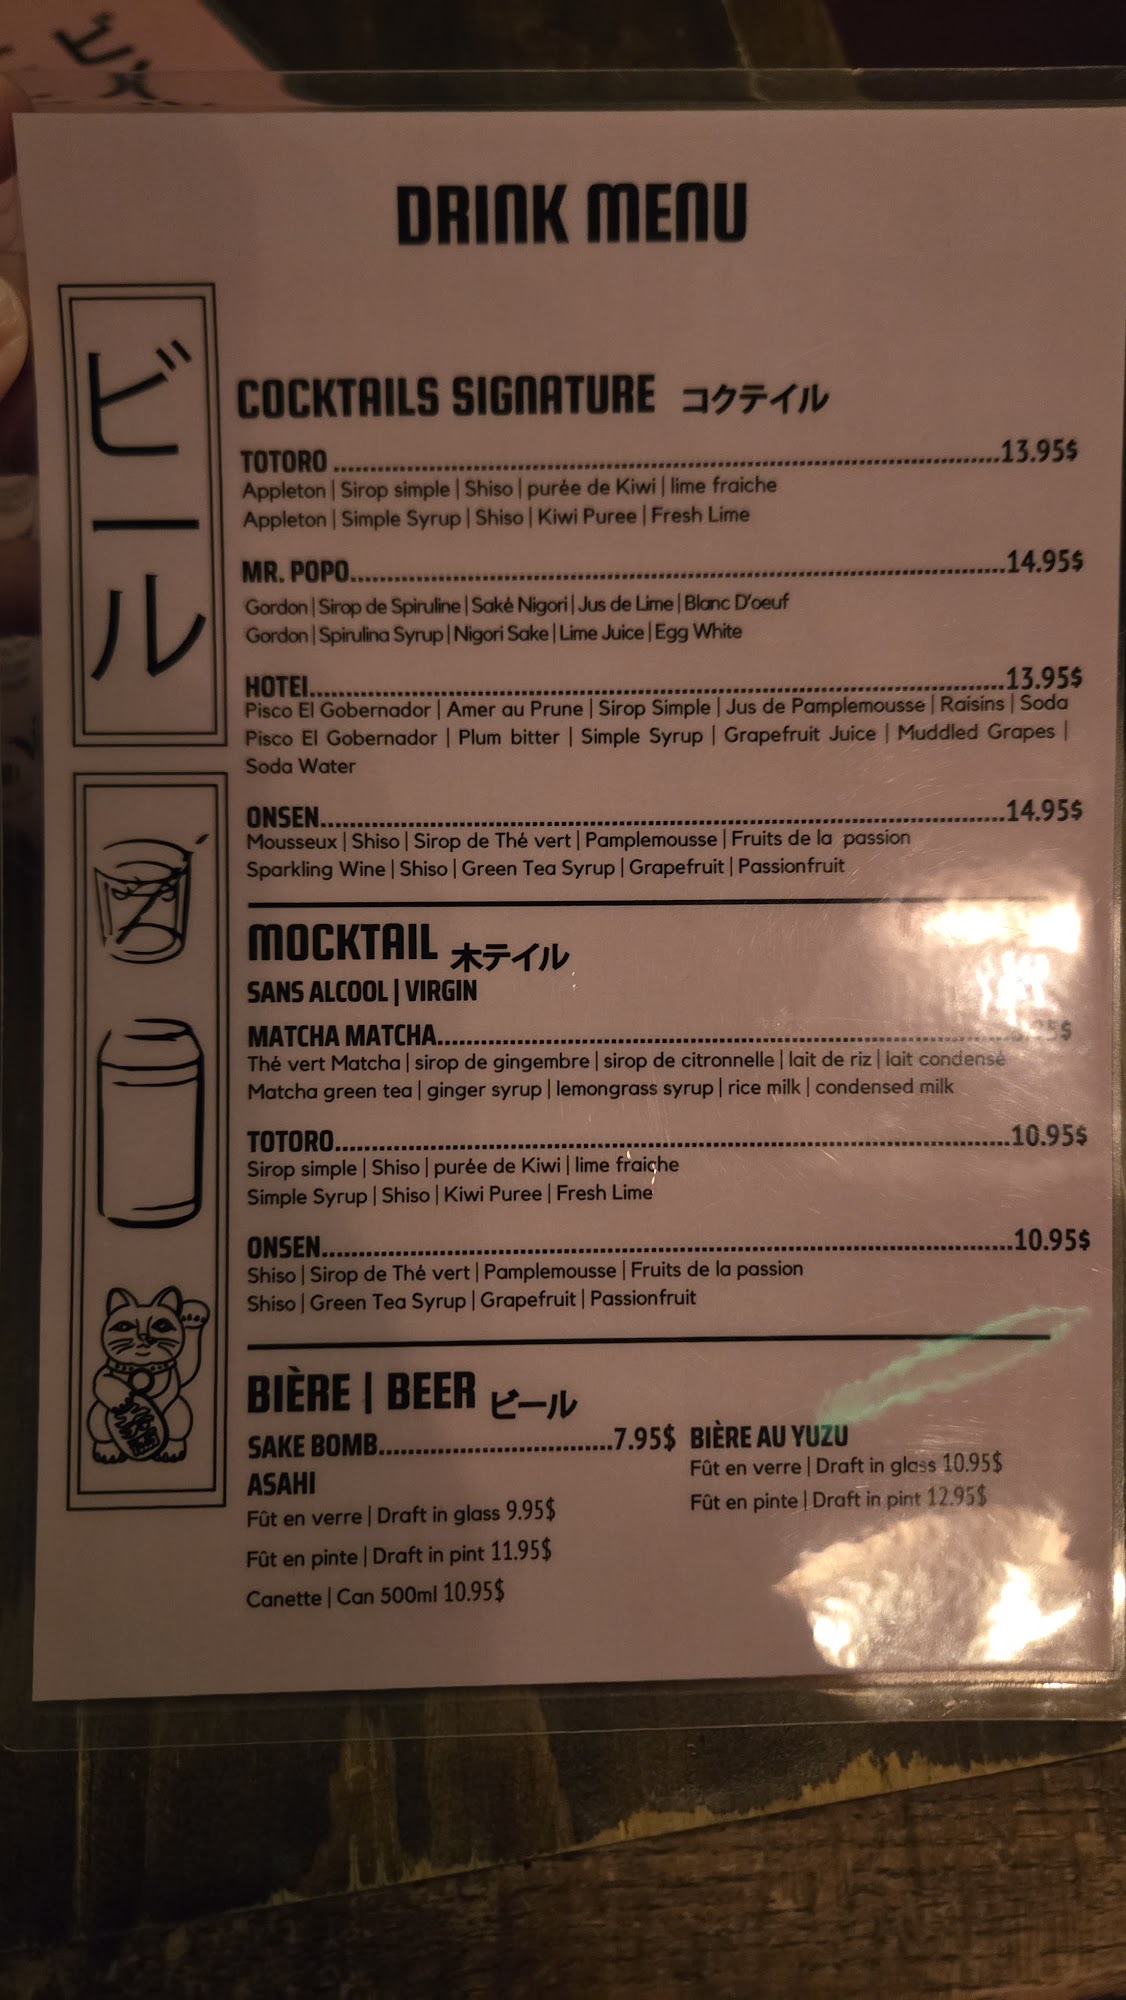 DRINK MENU
ビール
COCKTAILS SIGNATURE コクテイル
TOTORO ........................................13.95$
Appleton | Sirop simple | Shiso | purée de Kiwi | lime fraiche
Appleton | Simple Syrup | Shiso | Kiwi Puree | Fresh Lime
MR. POPO........................................14.95$
Gordon | Sirop de Spiruline | Saké Nigori | Jus de Lime | Blanc D'oeuf
Gordon | Spirulina Syrup | Nigori Sake | Lime Juice | Egg White
HOTEI........................................13.95$
Pisco El Gobernador | Amer au Prune | Sirop Simple | Jus de Pamplemousse | Raisins | Soda
Pisco El Gobernador | Plum bitter | Simple Syrup | Grapefruit Juice | Muddled Grapes |
Soda Water
ONSEN........................................14.95$
Mousseux | Shiso | Sirop de Thé vert | Pamplemousse | Fruits de la passion
Sparkling Wine | Shiso | Green Tea Syrup | Grapefruit | Passionfruit
MOCKTAIL 木テイル
SANS ALCOOL | VIRGIN
MATCHA MATCHA........................................
Thé vert Matcha | sirop de gingembre | sirop de citronnelle | lait de riz | lait condensé
Matcha green tea | ginger syrup | lemongrass syrup | rice milk | condensed milk
TOTORO........................................10.95$
Sirop simple | Shiso | purée de Kiwi | lime fraiche
Simple Syrup | Shiso | Kiwi Puree | Fresh Lime
ONSEN........................................10.95$
Shiso | Sirop de Thé vert | Pamplemousse | Fruits de la passion
Shiso | Green Tea Syrup | Grapefruit | Passionfruit
BIÈRE | BEER ビール
SAKE BOMB..............................7.95$
ASAHI
Fût en verre | Draft in glass 9.95$
Fût en pinte | Draft in pint 11.95$
Canette | Can 500ml 10.95$
BIÈRE AU YUZU
Fût en verre | Draft in glass 10.95$
Fût en pinte | Draft in pint 12.95$